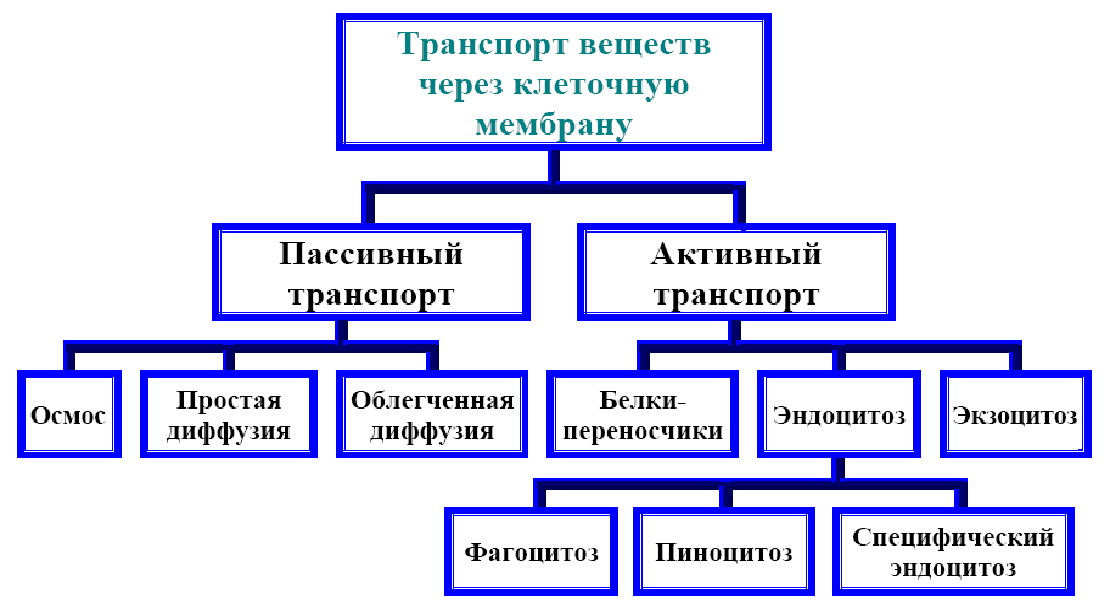 Транспорт веществ
через клеточную
мембрану
Пассивный
транспорт
Активный
транспорт
Осмос
Простая
диффузия
Облегченная
диффузия
Белки-
переносчики
Эндоцитоз
Экзоцитоз
Фагоцитоз
Пиноцитоз
Специфический
эндоцитоз